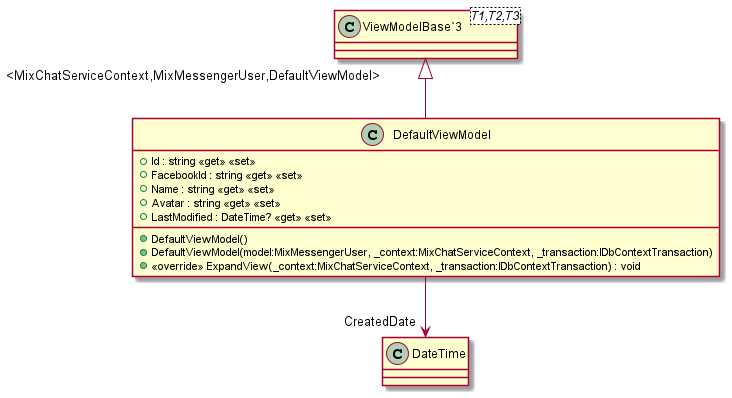 C ViewModelBase`3 T1,T2,T3
<MixChatServiceContext,MixMessengerUser,DefaultViewModel>
C DefaultViewModel
Id : string «get» «set»
FacebookId : string «get» «set»
Name : string «get» «set»
Avatar : string «get» «set»
LastModified : DateTime? «get» «set»
DefaultViewModel()
DefaultViewModel(model:MixMessengerUser, _context:MixChatServiceContext, _transaction:IDbContextTransaction)
«override» ExpandView(_context:MixChatServiceContext, _transaction:IDbContextTransaction) : void
CreatedDate
C DateTime